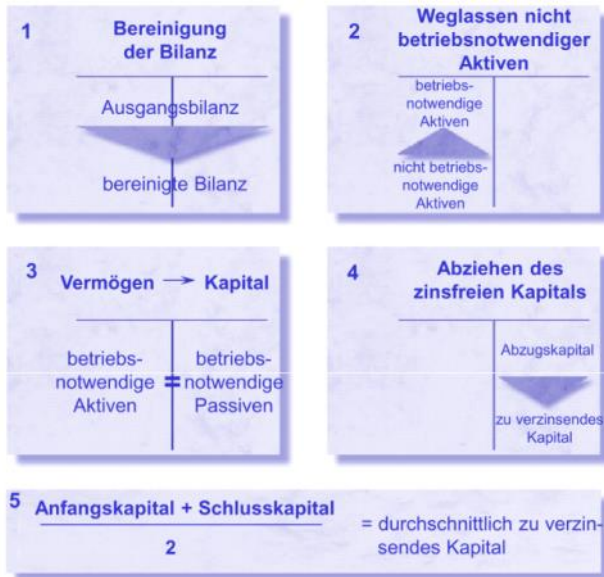 1
Bereinigung
der Bilanz
Ausgangsbilanz
bereinigte Bilanz
2
Weglassen nicht
betriebsnotwendiger
Aktiven
betriebs-
notwendige
Aktiven
nicht betriebs-
notwendige
Aktiven
3
Vermögen → Kapital
betriebs-
notwendige
Aktiven
=
betriebs-
notwendige
Passiven
4
Abziehen des
zinsfreien Kapitals
Abzugskapital
zu verzinsendes
Kapital
5
Anfangskapital + Schlusskapital
2
= durchschnittlich zu verzin-
sendes Kapital